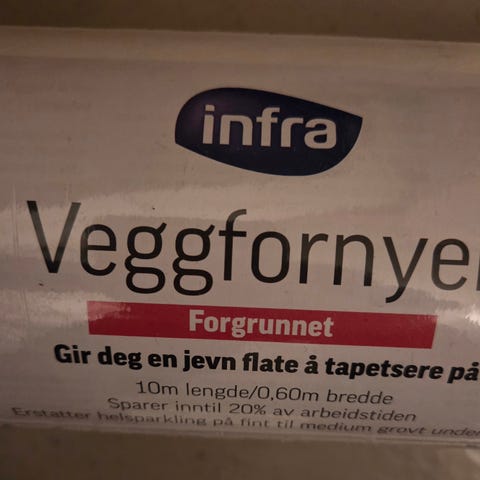 infra
Veggfornye
Forgrunnet
Gir deg en jevn flate å tapetsere på
10m lengde/0,60m bredde
Sparer inntil 20% av arbeidstiden
Erstatter helsparkling på fint til medium grovt under